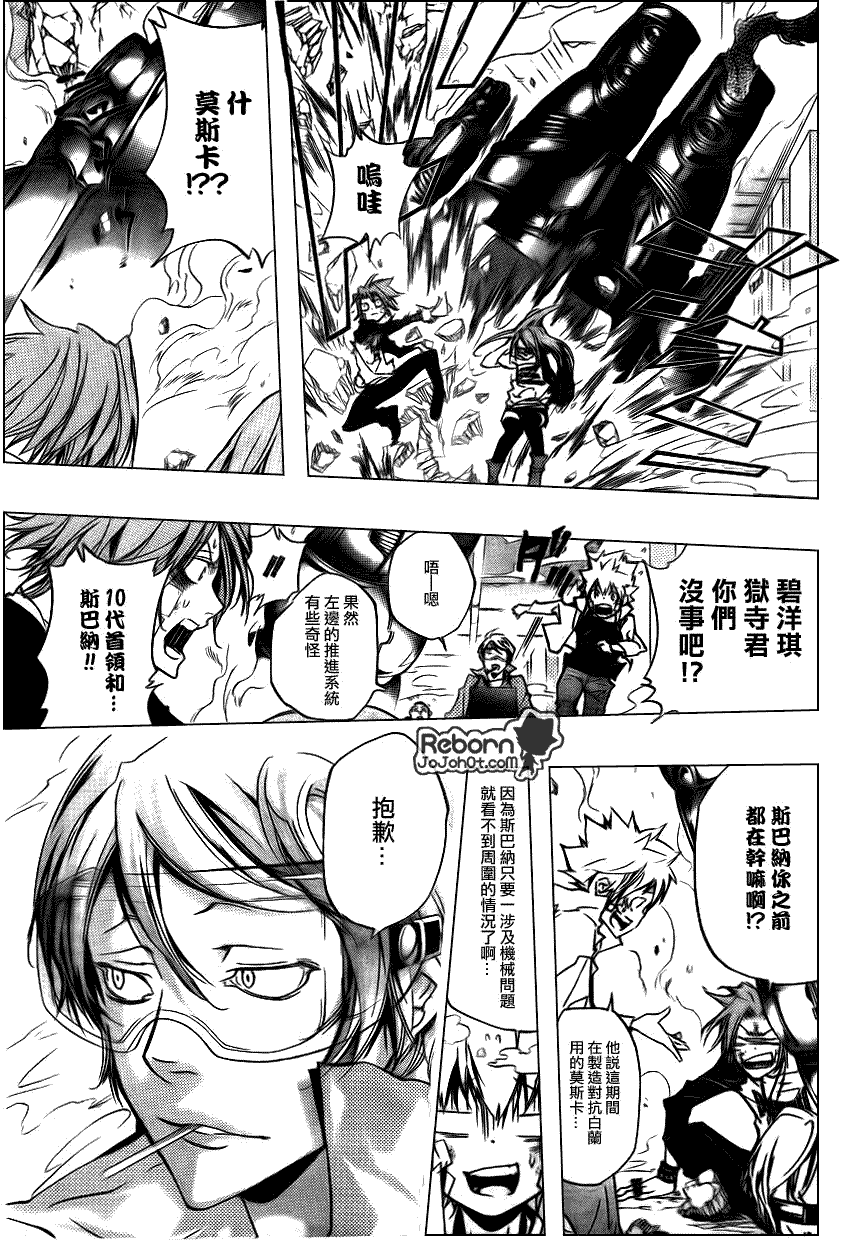 嗚哇
什
莫斯卡
!??
碧洋琪
獄寺君
你們
沒事吧!?
唔—嗯
果然
左邊的推進系統
有些奇怪
10代首領和…
斯巴納!!
斯巴納你之前
都在幹嘛啊!?
他說這期間
在製造對抗白蘭
用的莫斯卡…
因為斯巴納只要一涉及機械問題
就看不到周圍的情況了啊…
抱歉…
Reborn
JoJoHot.com